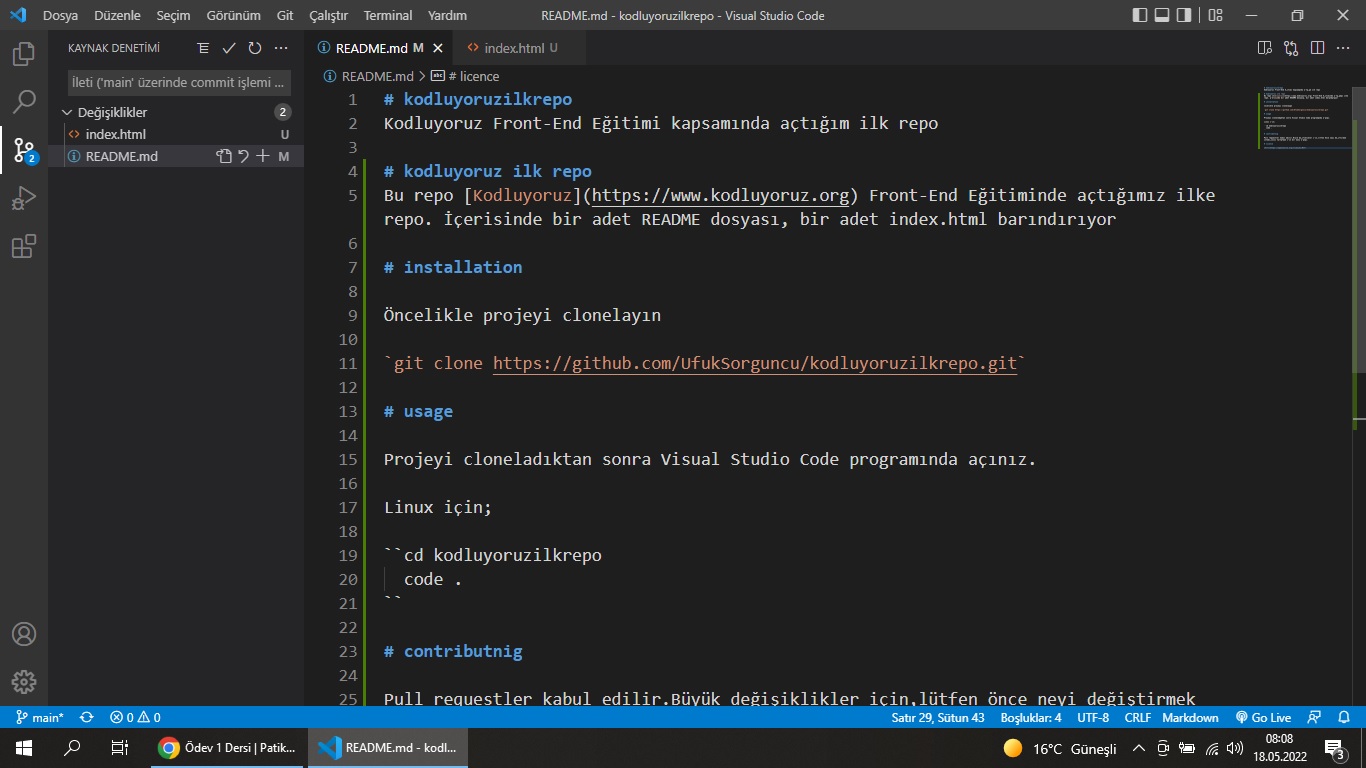 Dosya Düzenle Seçim Görünüm Git Çalıştır Terminal Yardım README.md - kodluyoruzilkrepo - Visual Studio Code
KAYNAK DENETİMİ
İleti ('main' üzerinde commit işlemi ...
Değişiklikler 2
index.html U
README.md M
2
README.md M index.html U
README.md > # licence
1 # kodluyoruzilkrepo
2 Kodluyoruz Front-End Eğitimi kapsamında açtığım ilk repo
3
4 # kodluyoruz ilk repo
5 Bu repo [Kodluyoruz](https://www.kodluyoruz.org) Front-End Eğitiminde açtığımız ilke
repo. İçerisinde bir adet README dosyası, bir adet index.html barındırıyor
6
7 # installation
8
9 Öncelikle projeyi clonelayın
10
11 `git clone https://github.com/UfukSorguncu/kodluyoruzilkrepo.git`
12
13 # usage
14
15 Projeyi cloneladıktan sonra Visual Studio Code programında açınız.
16
17 Linux için;
18
19 ``cd kodluyoruzilkrepo
20 code .
21 ``
22
23 # contributnig
24
25 Pull requestler kabul edilir.Büyük değişiklikler için,lütfen önce neyi değiştirmek
main* 0 0 Satır 29, Sütun 43 Boşluklar: 4 UTF-8 CRLF Markdown Go Live
Ödev 1 Dersi | Patik... README.md - kodl... 16°C Güneşli 08:08
18.05.2022 3